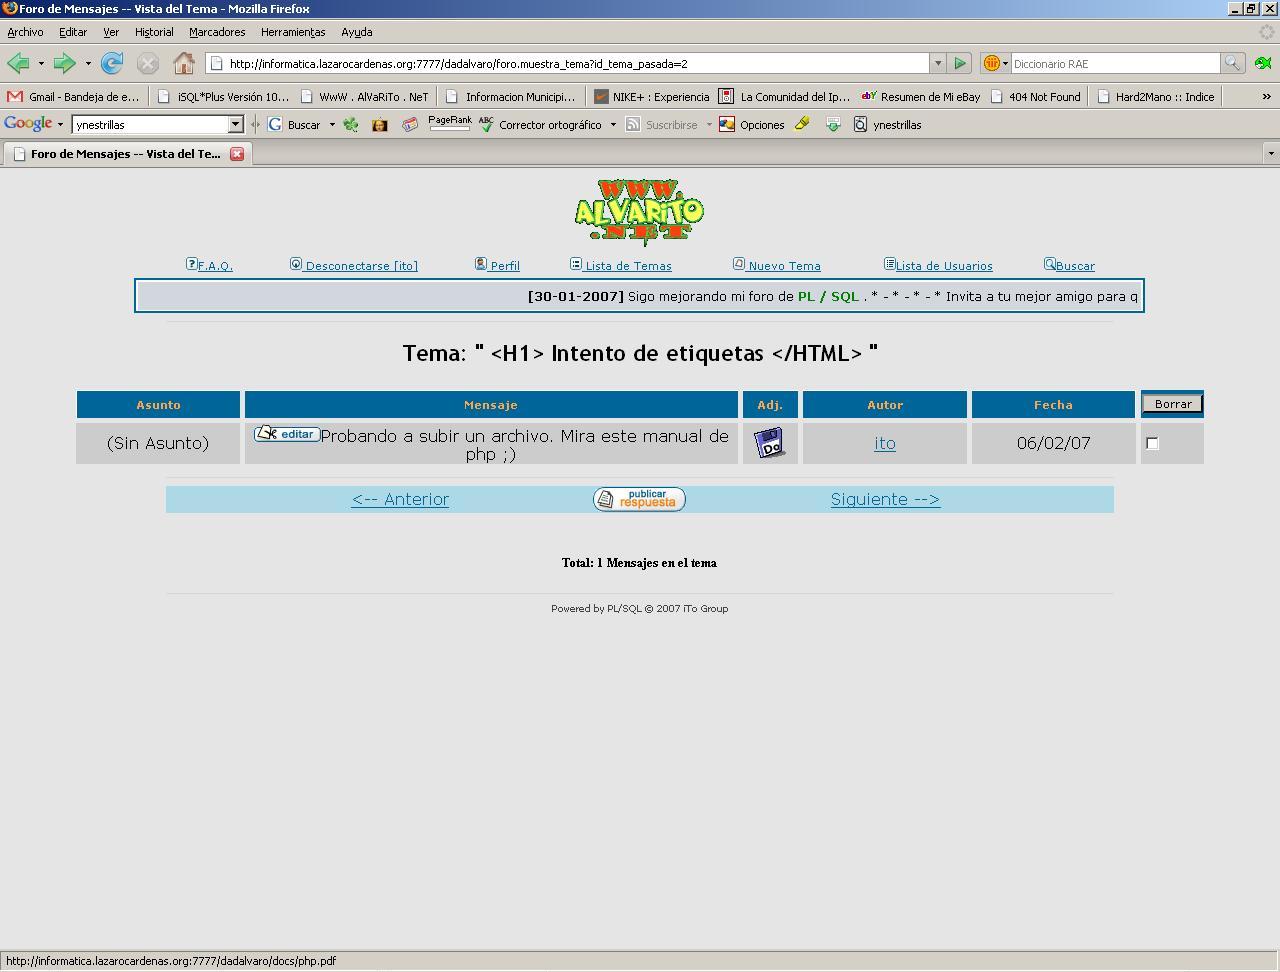 Foro de Mensajes -- Vista del Tema - Mozilla Firefox
Archivo Editar Ver Historial Marcadores Herramientas Ayuda
http://informatica.lazarocardenas.org:7777/dadalvaro/foro.muestra_tema?id_tema_pasada=2 Diccionario RAE
Gmail - Bandeja de e... iSQL*Plus Versión 10... WwW . AlVaRiTo . NeT Informacion Municipi... NIKE+ : Experiencia La Comunidad del Ip... Resumen de Mi eBay 404 Not Found Hard2Mano :: Indice »
Google ynestrillas Buscar PageRank ABC Corrector ortográfico Suscribirse Opciones ynestrillas
Foro de Mensajes -- Vista del Te...
WWW.
ALVARITO
.NET
F.A.Q. Desconectarse [ito] Perfil Lista de Temas Nuevo Tema Lista de Usuarios Buscar
[30-01-2007] Sigo mejorando mi foro de PL / SQL . * - * - * - * Invita a tu mejor amigo para q
Tema: " <H1> Intento de etiquetas </HTML> "
Asunto Mensaje Adj. Autor Fecha Borrar
(Sin Asunto) editar Probando a subir un archivo. Mira este manual de Do ito 06/02/07
php ;)
<-- Anterior publicar respuesta Siguiente -->
Total: 1 Mensajes en el tema
Powered by PL/SQL © 2007 iTo Group
http://informatica.lazarocardenas.org:7777/dadalvaro/docs/php.pdf